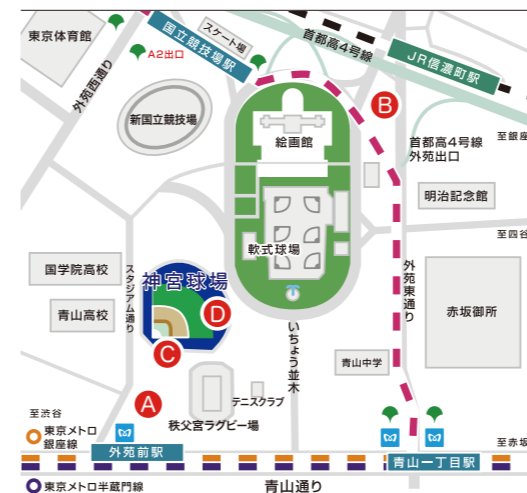 東京体育館
A2出口
国立競技場駅
スケート場
首都高4号線
JR信濃町駅
外苑西通り
新国立競技場
絵画館
B
首都高4号線
外苑出口
至銀座
明治記念館
至四谷
軟式球場
国学院高校
青山高校
スタジアム通り
神宮球場
D
C
外苑東通り
赤坂御所
いちょう並木
青山中学
A
テニスクラブ
秩父宮ラグビー場
至渋谷
東京メトロ
銀座線
外苑前駅
青山一丁目駅
至赤坂
東京メトロ半蔵門線
青山通り